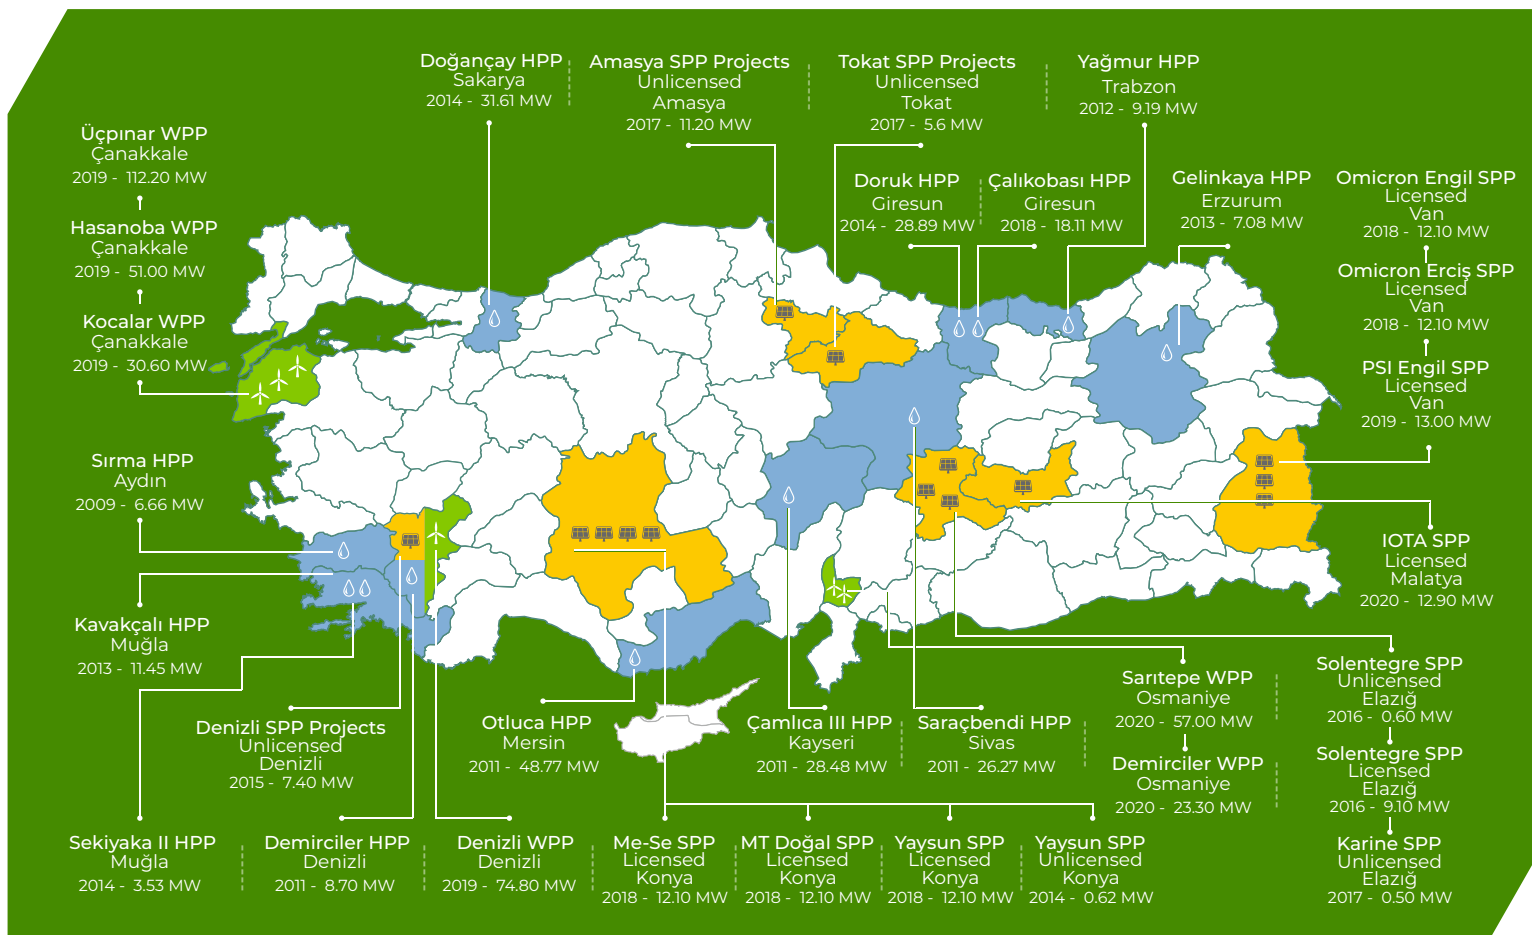 Doğançay HPP
Sakarya
2014 - 31.61 MW
Amasya SPP Projects
Unlicensed
Amasya
2017 - 11.20 MW
Tokat SPP Projects
Unlicensed
Tokat
2017 - 5.6 MW
Yağmur HPP
Trabzon
2012 - 9.19 MW
Üçpınar WPP
Çanakkale
2019 - 112.20 MW
Hasanoba WPP
Çanakkale
2019 - 51.00 MW
Kocalar WPP
Çanakkale
2019 - 30.60 MW
Doruk HPP
Giresun
2014 - 28.89 MW
Çalıkobası HPP
Giresun
2018 - 18.11 MW
Gelinkaya HPP
Erzurum
2013 - 7.08 MW
Omicron Engil SPP
Licensed
Van
2018 - 12.10 MW
Omicron Erciş SPP
Licensed
Van
2018 - 12.10 MW
PSI Engil SPP
Licensed
Van
2019 - 13.00 MW
Sırma HPP
Aydın
2009 - 6.66 MW
IOTA SPP
Licensed
Malatya
2020 - 12.90 MW
Kavakçalı HPP
Muğla
2013 - 11.45 MW
Denizli SPP Projects
Unlicensed
Denizli
2015 - 7.40 MW
Otluca HPP
Mersin
2011 - 48.77 MW
Çamlıca III HPP
Kayseri
2011 - 28.48 MW
Saraçbendi HPP
Sivas
2011 - 26.27 MW
Sarıtepe WPP
Osmaniye
2020 - 57.00 MW
Demirciler WPP
Osmaniye
2020 - 23.30 MW
Solentegre SPP
Unlicensed
Elazığ
2016 - 0.60 MW
Solentegre SPP
Licensed
Elazığ
2016 - 9.10 MW
Karine SPP
Unlicensed
Elazığ
2017 - 0.50 MW
Sekiyaka II HPP
Muğla
2014 - 3.53 MW
Demirciler HPP
Denizli
2011 - 8.70 MW
Denizli WPP
Denizli
2019 - 74.80 MW
Me-Se SPP
Licensed
Konya
2018 - 12.10 MW
MT Doğal SPP
Licensed
Konya
2018 - 12.10 MW
Yaysun SPP
Licensed
Konya
2018 - 12.10 MW
Yaysun SPP
Unlicensed
Konya
2014 - 0.62 MW